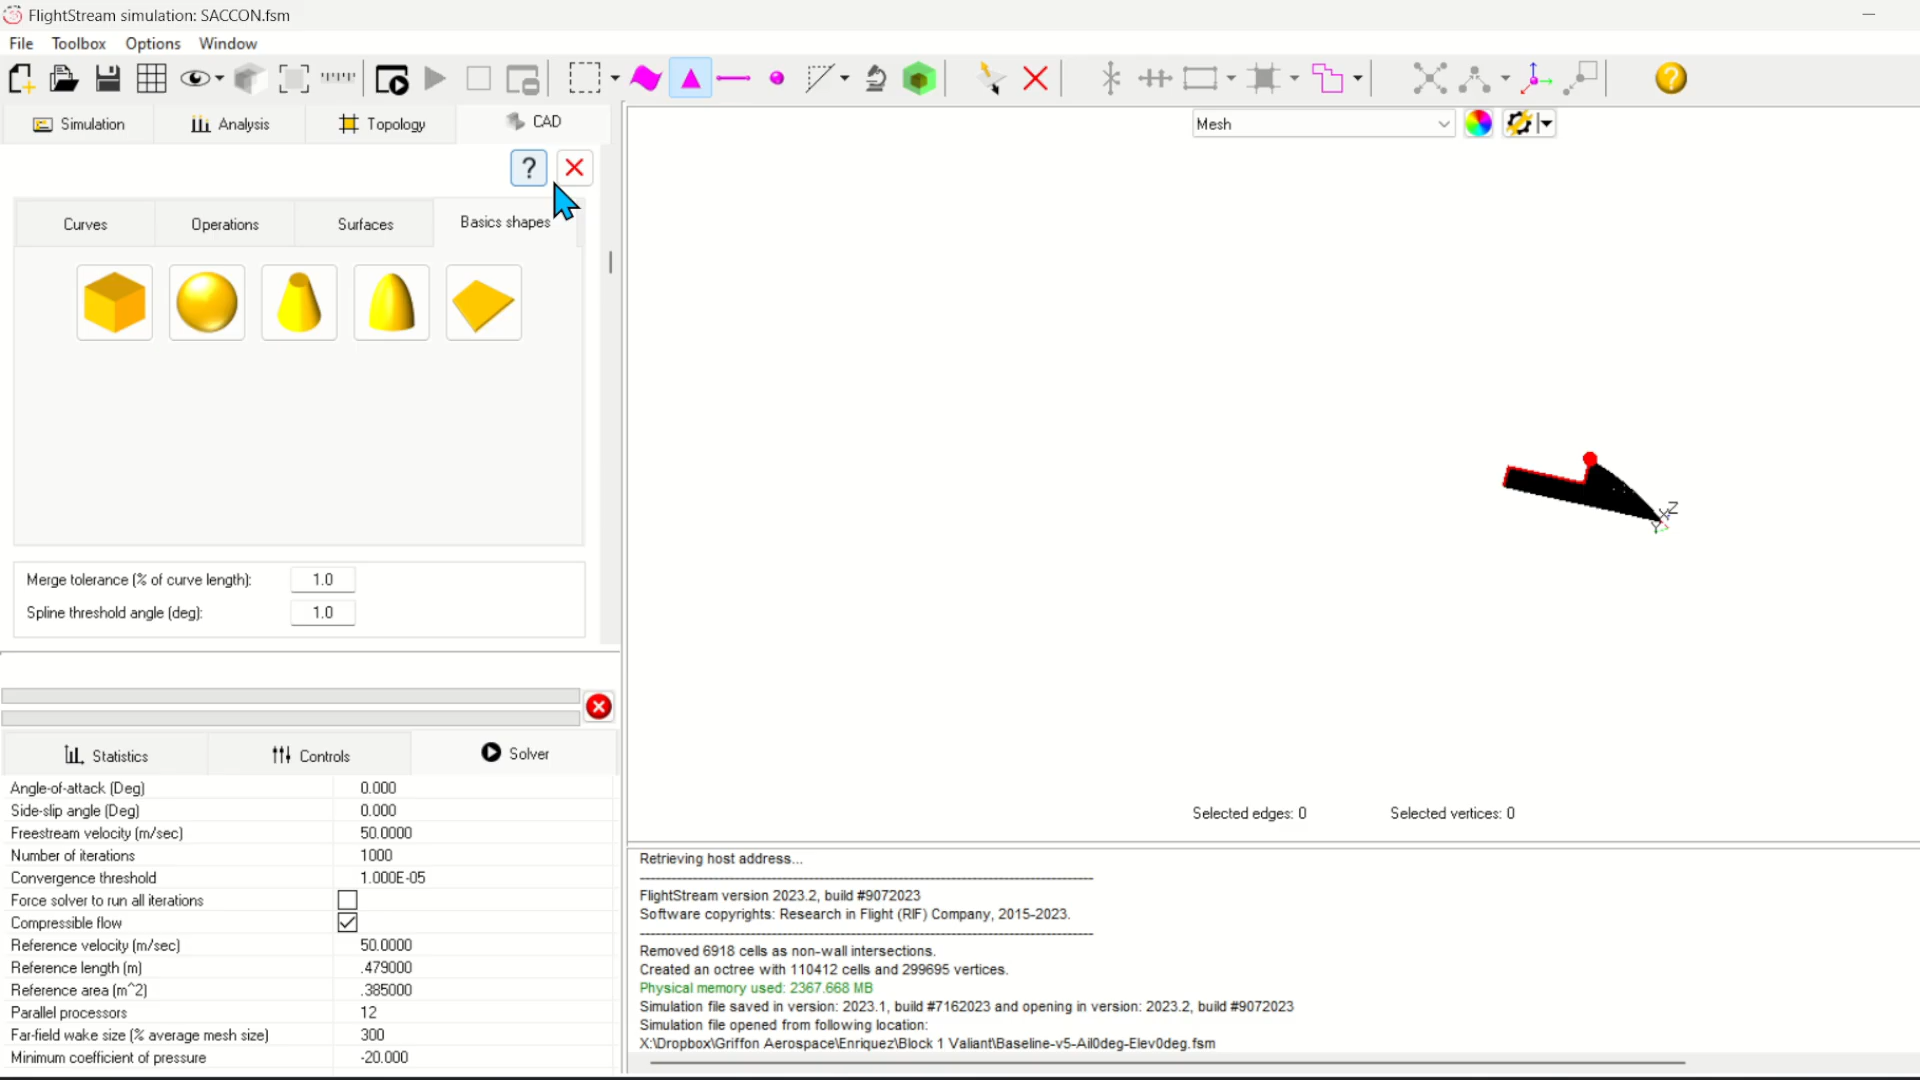 FlightStream simulation: SACCON.fsm
File Toolbox Options Window
Simulation Analysis Topology CAD
Mesh
Curves Operations Surfaces Basics shapes
Merge tolerance (% of curve length): 1.0
Spline threshold angle (deg): 1.0
Z
X
Y
Selected edges: 0 Selected vertices: 0
Statistics Controls Solver
Angle-of-attack (Deg) 0.000
Side-slip angle (Deg) 0.000
Freestream velocity (m/sec) 50.0000
Number of iterations 1000
Convergence threshold 1.000E-05
Force solver to run all iterations
Compressible flow
Reference velocity (m/sec) 50.0000
Reference length (m) .479000
Reference area (m^2) .385000
Parallel processors 12
Far-field wake size (% average mesh size) 300
Minimum coefficient of pressure -20.000
Retrieving host address...
FlightStream version 2023.2, build #9072023
Software copyrights: Research in Flight (RIF) Company, 2015-2023.
Removed 6918 cells as non-wall intersections.
Created an octree with 110412 cells and 299695 vertices.
Physical memory used: 2367.668 MB
Simulation file saved in version: 2023.1, build #7162023 and opening in version: 2023.2, build #9072023
Simulation file opened from following location:
X:\Dropbox\Griffon Aerospace\Enriquez\Block 1 Valiant\Baseline-v5-Ail0deg-Elev0deg.fsm